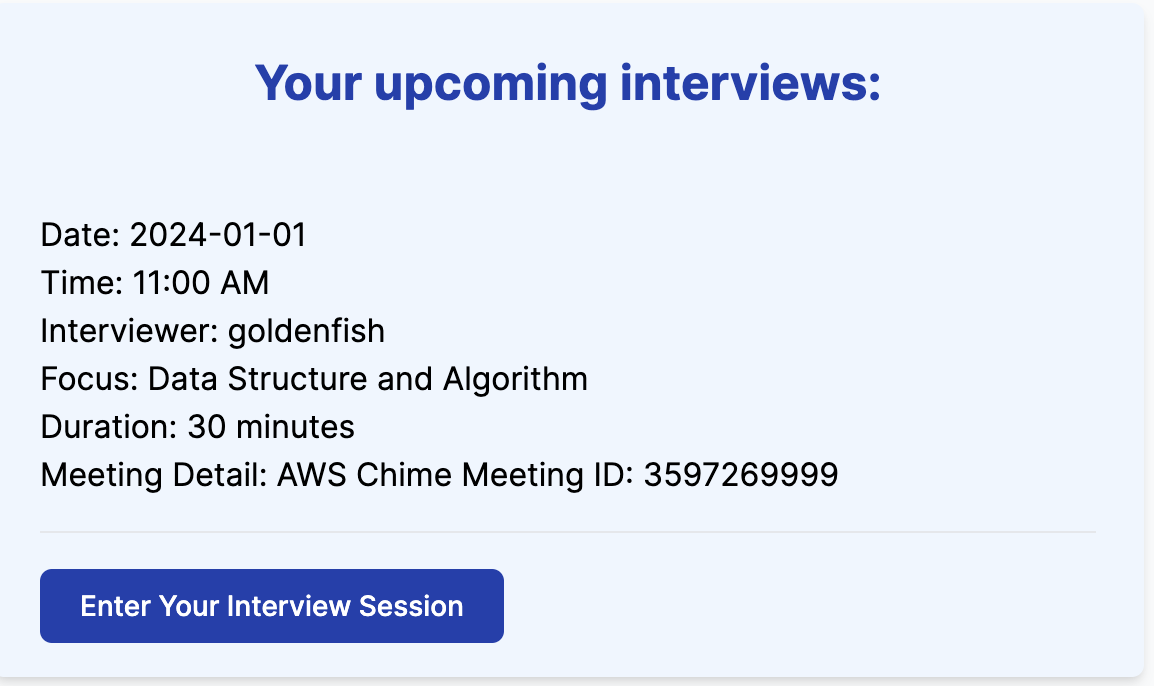 Your upcoming interviews:
Date: 2024-01-01
Time: 11:00 AM
Interviewer: goldenfish
Focus: Data Structure and Algorithm
Duration: 30 minutes
Meeting Detail: AWS Chime Meeting ID: 3597269999
Enter Your Interview Session